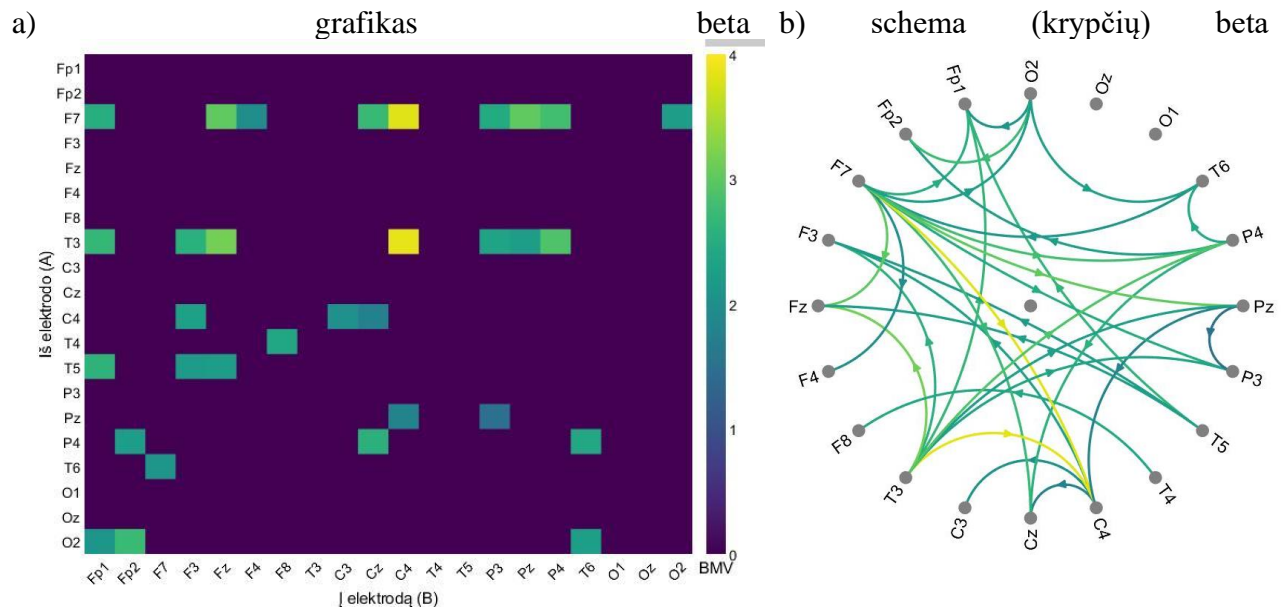 a) grafikas beta b) schema (krypčių) beta
Iš elektrodo (A)
Fp1
Fp2
F7
F3
Fz
F4
F8
T3
C3
Cz
C4
T4
T5
P3
Pz
P4
T6
O1
Oz
O2
Fp1 Fp2 F7 F3 Fz F4 F8 T3 C3 Cz C4 T4 T5 P3 Pz P4 T6 O1 Oz O2
Į elektrodą (B)
4
3
2
1
0
BMV
O2
Oz
O1
T6
P4
Pz
P3
T5
T4
C4
Cz
C3
T3
F8
F4
Fz
F3
F7
Fp2
Fp1